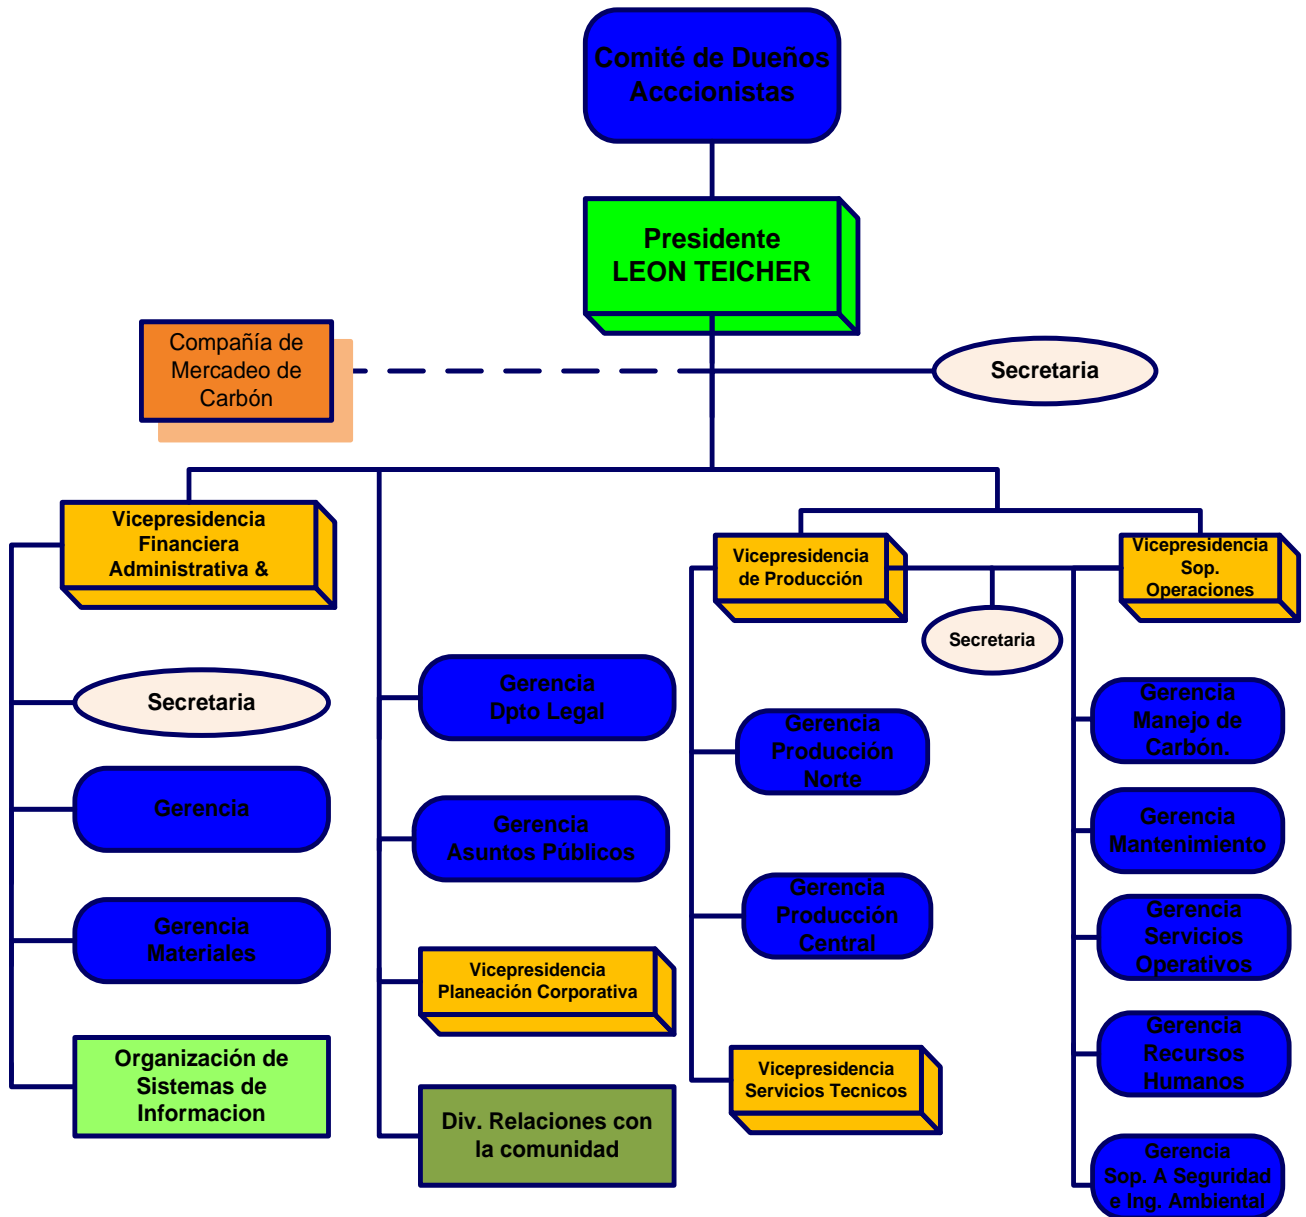 Comité de Dueños
Acccionistas
Presidente
LEON TEICHER
Compañía de
Mercadeo de
Carbón
Secretaria
Vicepresidencia
Financiera
Administrativa &
Secretaria
Gerencia
Gerencia
Materiales
Organización de
Sistemas de
Informacion
Gerencia
Dpto Legal
Gerencia
Asuntos Públicos
Vicepresidencia
Planeación Corporativa
Div. Relaciones con
la comunidad
Vicepresidencia
de Producción
Secretaria
Gerencia
Producción
Norte
Gerencia
Producción
Central
Vicepresidencia
Servicios Tecnicos
Vicepresidencia
Sop.
Operaciones
Gerencia
Manejo de
Carbón.
Gerencia
Mantenimiento
Gerencia
Servicios
Operativos
Gerencia
Recursos
Humanos
Gerencia
Sop. A Seguridad
e Ing. Ambiental